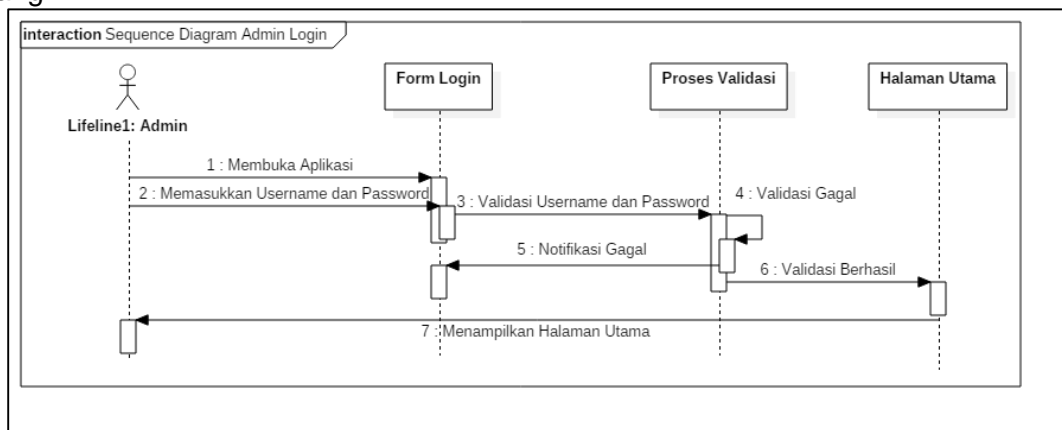 interaction Sequence Diagram Admin Login
Form Login
Proses Validasi
Halaman Utama
Lifeline1: Admin
1 : Membuka Aplikasi
2 : Memasukkan Username dan Password
3 : Validasi Username dan Password
4 : Validasi Gagal
5 : Notifikasi Gagal
6 : Validasi Berhasil
7 : Menampilkan Halaman Utama